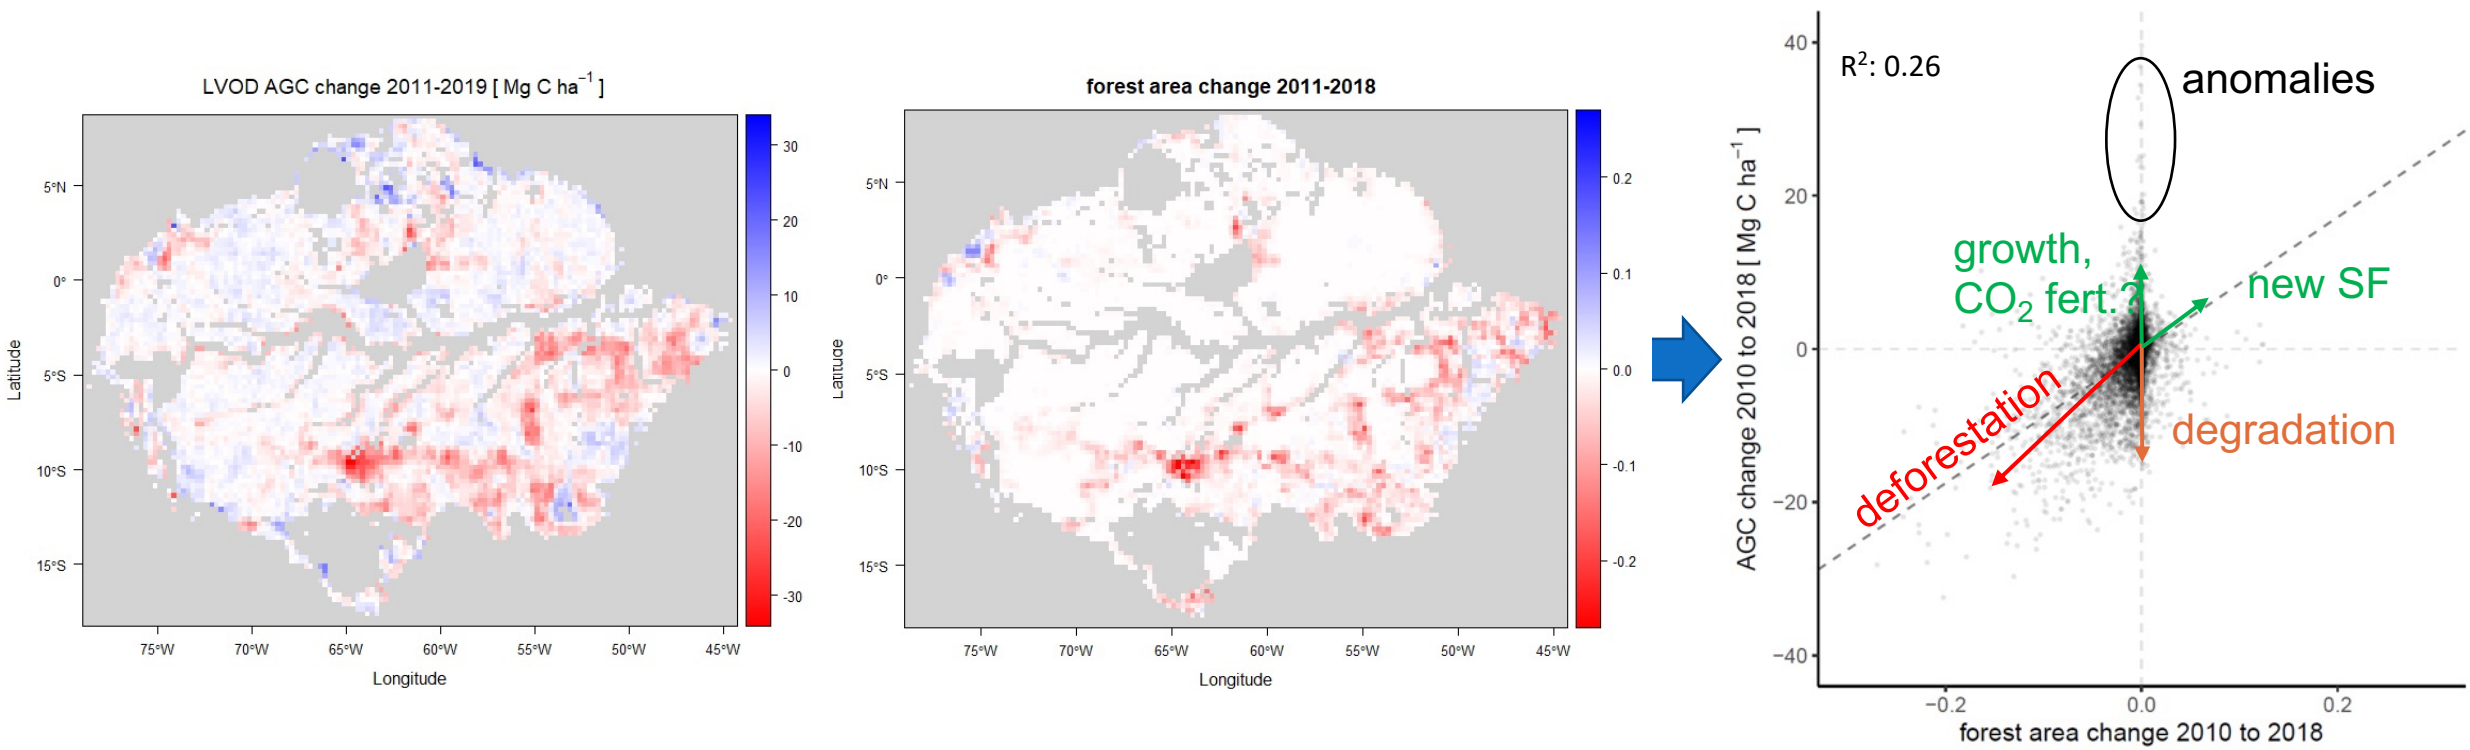 LVOD AGC change 2011-2019 [ Mg C ha⁻¹ ]
5°N
0°
5°S
10°S
15°S
Latitude
75°W 70°W 65°W 60°W 55°W 50°W 45°W
Longitude
30
20
10
0
-10
-20
-30
forest area change 2011-2018
5°N
0°
5°S
10°S
15°S
Latitude
75°W 70°W 65°W 60°W 55°W 50°W 45°W
Longitude
0.2
0.1
0.0
-0.1
-0.2
R²: 0.26
anomalies
growth,
CO₂ fert.?
new SF
deforestation
degradation
40
20
0
−20
−40
AGC change 2010 to 2018 [ Mg C ha⁻¹ ]
−0.2 0.0 0.2
forest area change 2010 to 2018